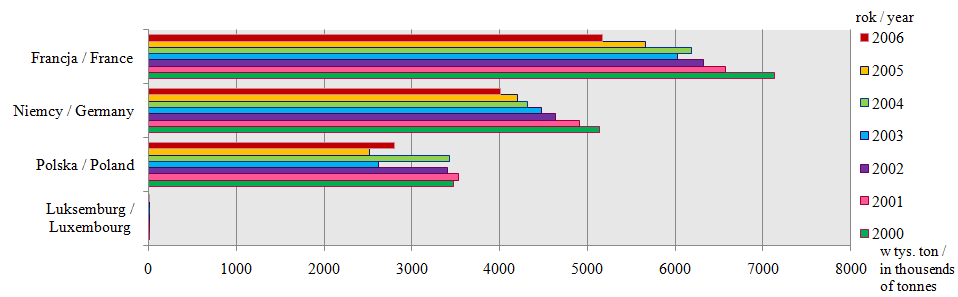 rok / year
Francja / France
Niemcy / Germany
Polska / Poland
Luksemburg /
Luxembourg
2006
2005
2004
2003
2002
2001
2000
0 1000 2000 3000 4000 5000 6000 7000 8000
w tys. ton /
in thousends
of tonnes